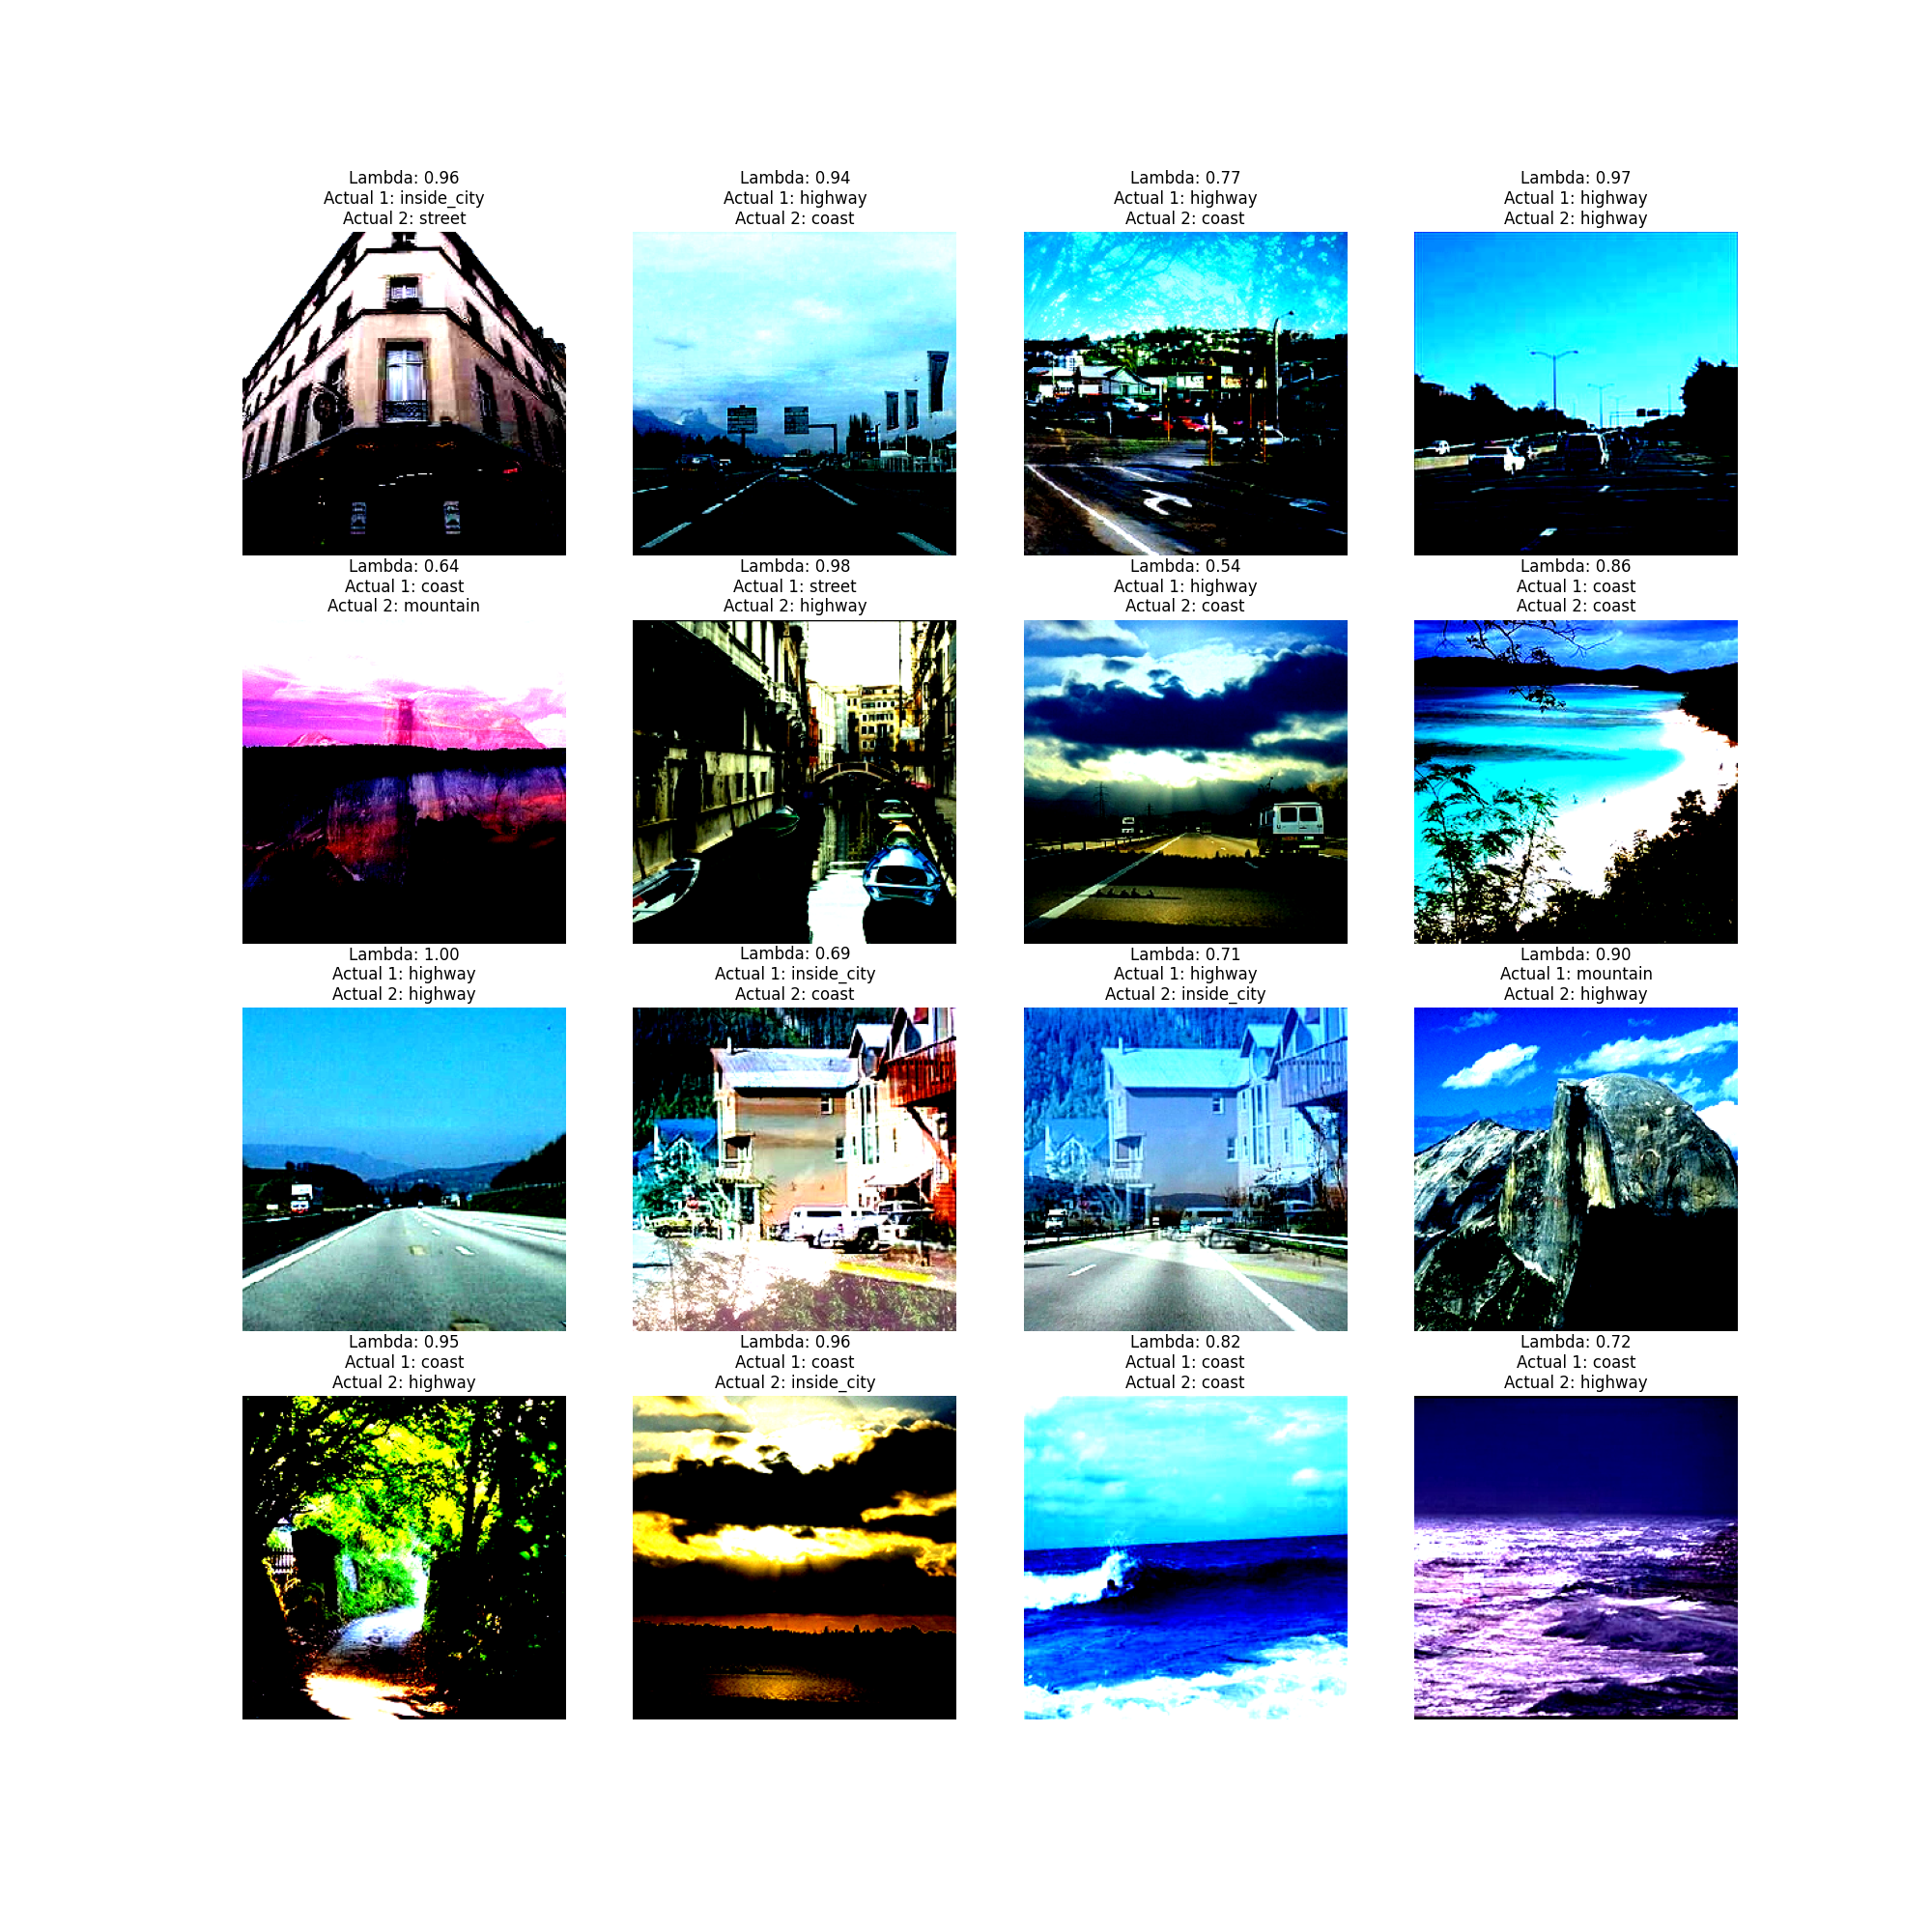 Lambda: 0.96
Actual 1: inside_city
Actual 2: street
Lambda: 0.94
Actual 1: highway
Actual 2: coast
Lambda: 0.77
Actual 1: highway
Actual 2: coast
Lambda: 0.97
Actual 1: highway
Actual 2: highway
Lambda: 0.64
Actual 1: coast
Actual 2: mountain
Lambda: 0.98
Actual 1: street
Actual 2: highway
Lambda: 0.54
Actual 1: highway
Actual 2: coast
Lambda: 0.86
Actual 1: coast
Actual 2: coast
Lambda: 1.00
Actual 1: highway
Actual 2: highway
Lambda: 0.69
Actual 1: inside_city
Actual 2: coast
Lambda: 0.71
Actual 1: highway
Actual 2: inside_city
Lambda: 0.90
Actual 1: mountain
Actual 2: highway
Lambda: 0.95
Actual 1: coast
Actual 2: highway
Lambda: 0.96
Actual 1: coast
Actual 2: inside_city
Lambda: 0.82
Actual 1: coast
Actual 2: coast
Lambda: 0.72
Actual 1: coast
Actual 2: highway